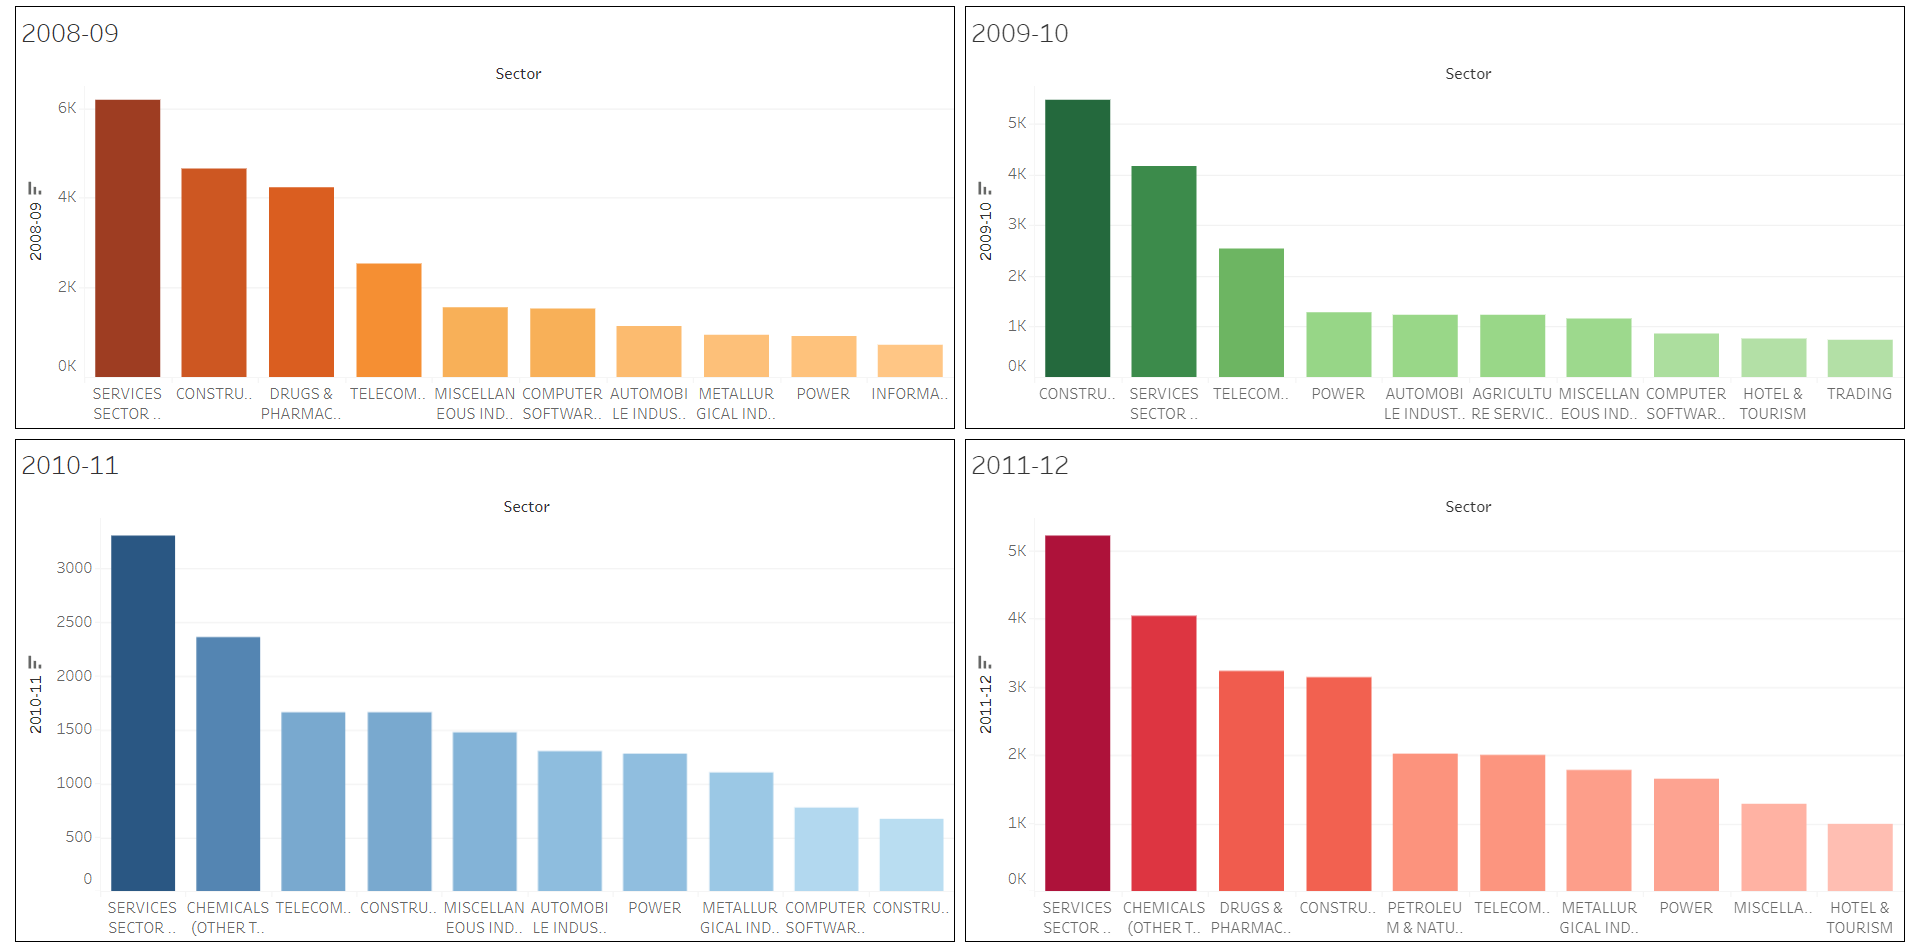 2008-09
Sector
6K
4K
2K
0K
2008-09
SERVICES SECTOR .. CONSTRU.. DRUGS & PHARMAC.. TELECOM.. MISCELLAN EOUS IND.. COMPUTER SOFTWAR.. AUTOMOBI LE INDUS.. METALLUR GICAL IND.. POWER INFORMA..
2009-10
Sector
5K
4K
3K
2K
1K
0K
2009-10
CONSTRU.. SERVICES SECTOR .. TELECOM.. POWER AUTOMOBI LE INDUST.. AGRICULTU RE SERVIC.. MISCELLAN EOUS IND.. COMPUTER SOFTWAR.. HOTEL & TOURISM TRADING
2010-11
Sector
3000
2500
2000
1500
1000
500
0
2010-11
SERVICES SECTOR .. CHEMICALS (OTHER T.. TELECOM.. CONSTRU.. MISCELLAN EOUS IND.. AUTOMOBI LE INDUS.. POWER METALLUR GICAL IND.. COMPUTER SOFTWAR.. CONSTRU..
2011-12
Sector
5K
4K
3K
2K
1K
0K
2011-12
SERVICES SECTOR .. CHEMICALS (OTHER T.. DRUGS & PHARMAC.. CONSTRU.. PETROLEU M & NATU.. TELECOM.. METALLUR GICAL IND.. POWER MISCELLA.. HOTEL & TOURISM